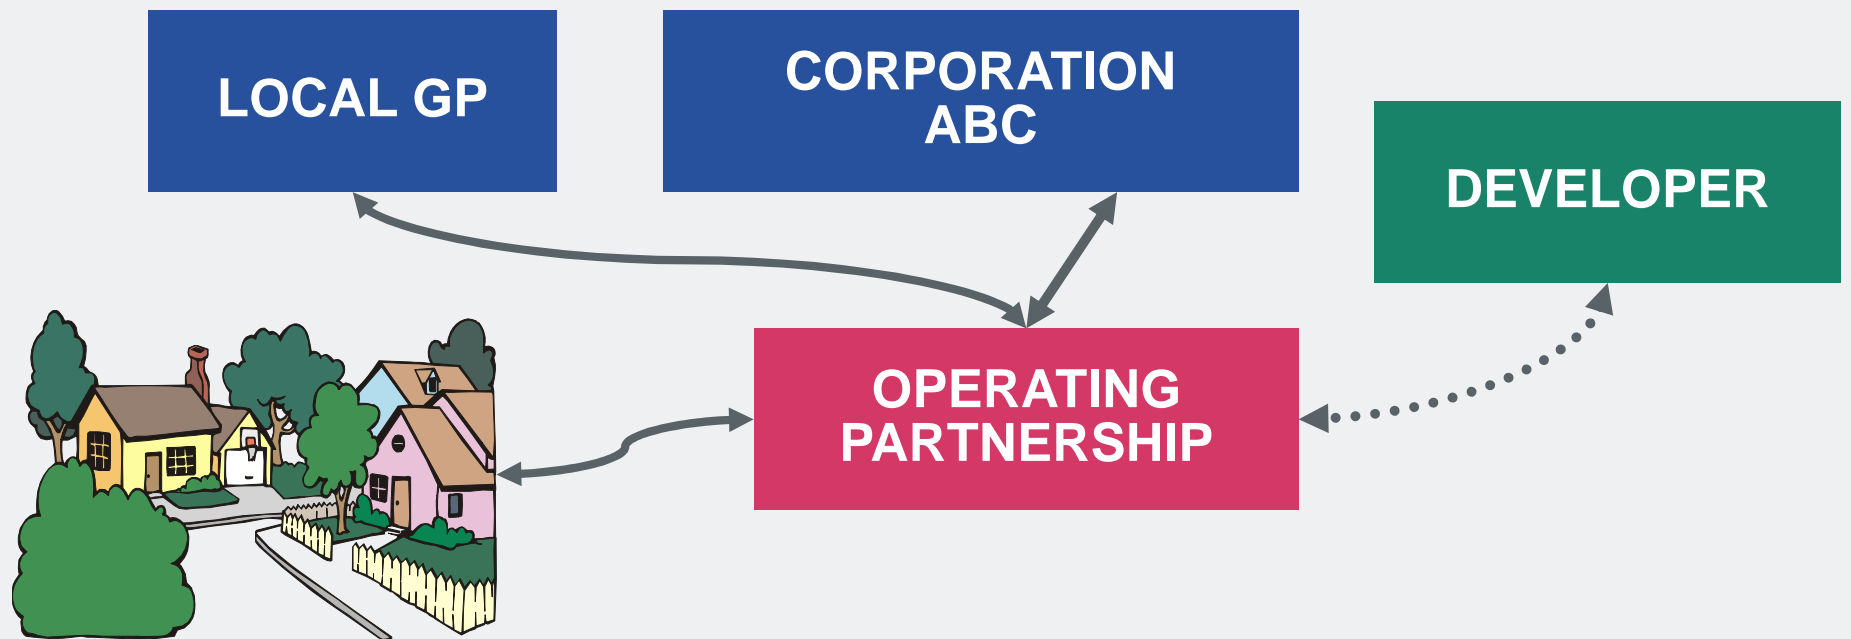 LOCAL GP
CORPORATION
ABC
DEVELOPER
OPERATING
PARTNERSHIP